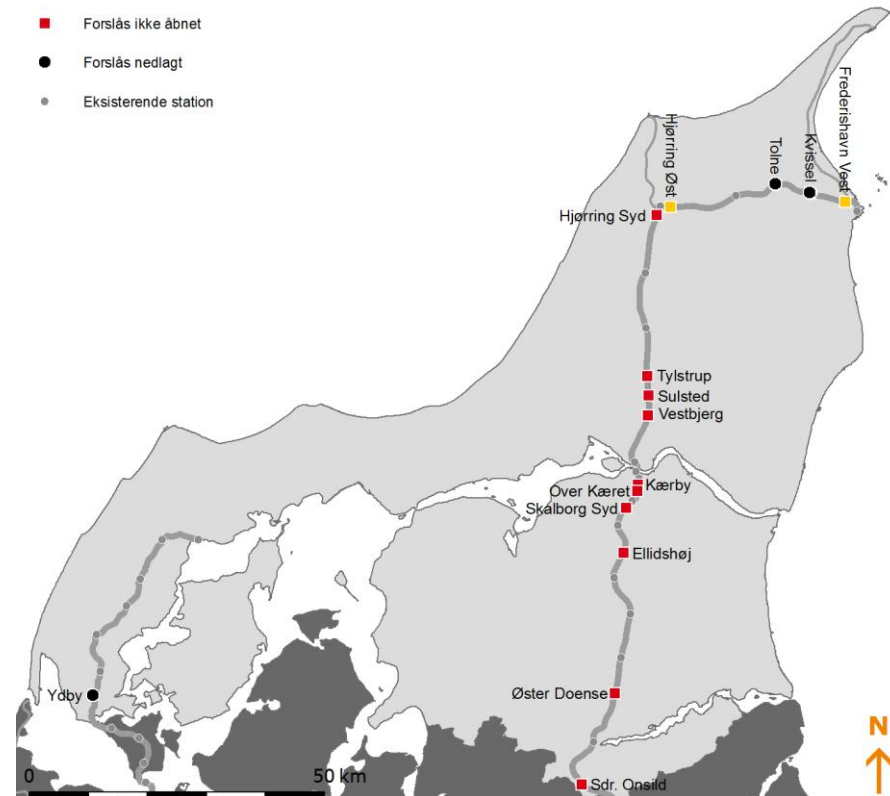 Forslås ikke åbnet
Forslås nedlagt
Eksisterende station
Frederishavn Vest
Hjørring Øst
Tolne
Kvissel
Hjørring Syd
Tylstrup
Sulsted
Vestbjerg
Kærby
Over Kæret
Skalborg Syd
Ellidshøj
Ydby
Øster Doense
N
0
50 km
Sdr. Onsild